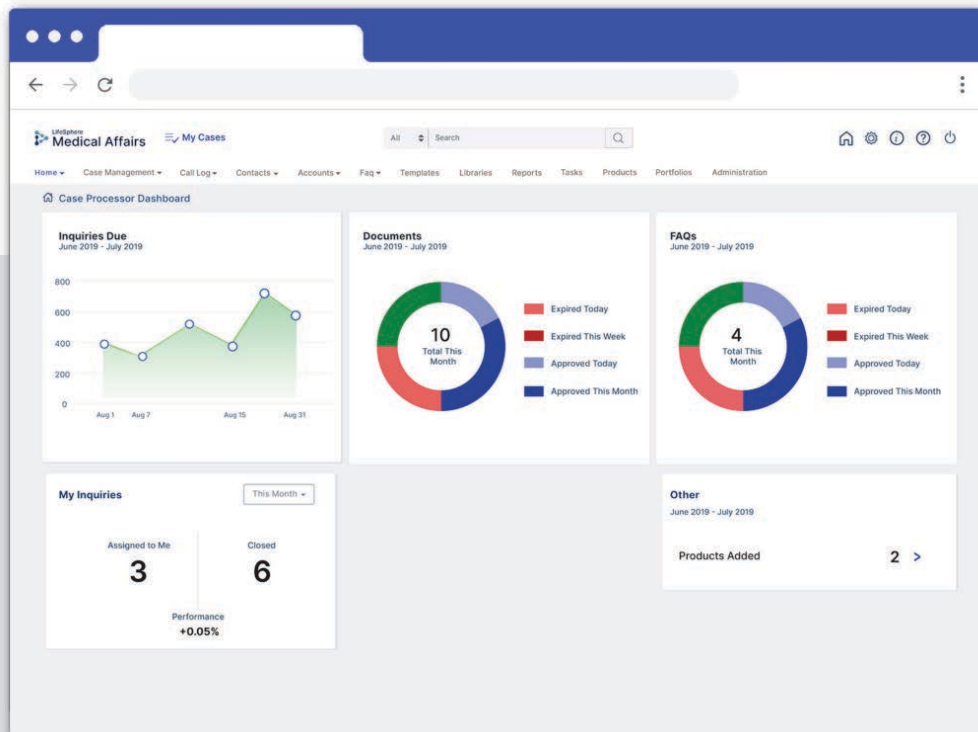 LifeSphere
Medical Affairs
My Cases
All
Search
Home
Case Management
Call Log
Contacts
Accounts
Faq
Templates
Libraries
Reports
Tasks
Products
Portfolios
Administration
Case Processor Dashboard
Inquiries Due
June 2019 - July 2019
800
600
400
200
0
Aug 1
Aug 7
Aug 15
Aug 31
Documents
June 2019 - July 2019
10
Total This
Month
Expired Today
Expired This Week
Approved Today
Approved This Month
FAQs
June 2019 - July 2019
4
Total This
Month
Expired Today
Expired This Week
Approved Today
Approved This Month
My Inquiries
This Month
Assigned to Me
3
Closed
6
Performance
+0.05%
Other
June 2019 - July 2019
Products Added
2